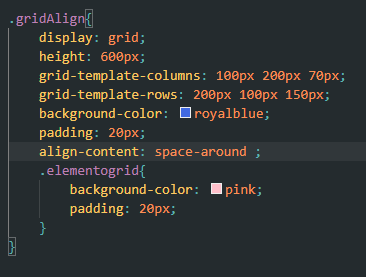 .gridAlign{
display: grid;
height: 600px;
grid-template-columns: 100px 200px 70px;
grid-template-rows: 200px 100px 150px;
background-color: royalblue;
padding: 20px;
align-content: space-around ;
.elementogrid{
background-color: pink;
padding: 20px;
}
}